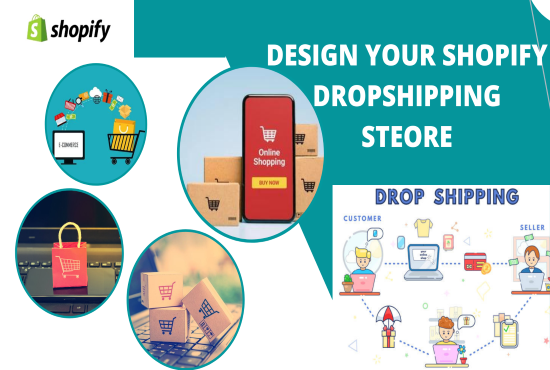 shopify
DESIGN YOUR SHOPIFY
DROPSHIPPING
STEORE
E-COMMERCE
Online
Shopping
BUY NOW
DROP SHIPPING
CUSTOMER
SELLER